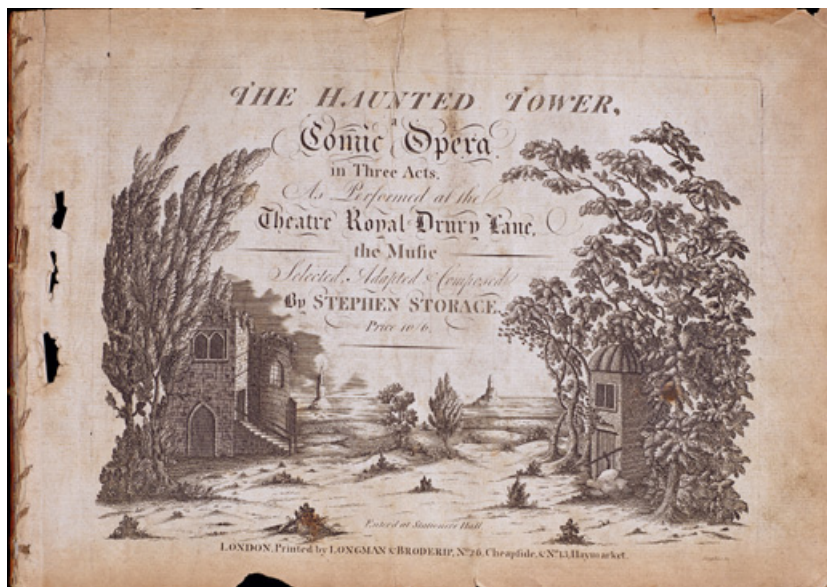 THE HAUNTED TOWER,
a
Comic Opera.
in Three Acts.
As Performed at the
Theatre Royal Drury Lane,
the Music
Selected, Adapted & Composed
By STEPHEN STORACE.
Price 10/6.
Enter'd at Stationers Hall
LONDON, Printed by LONGMAN & BRODERIP, No. 26, Cheapside, & No. 13, Haymarket.